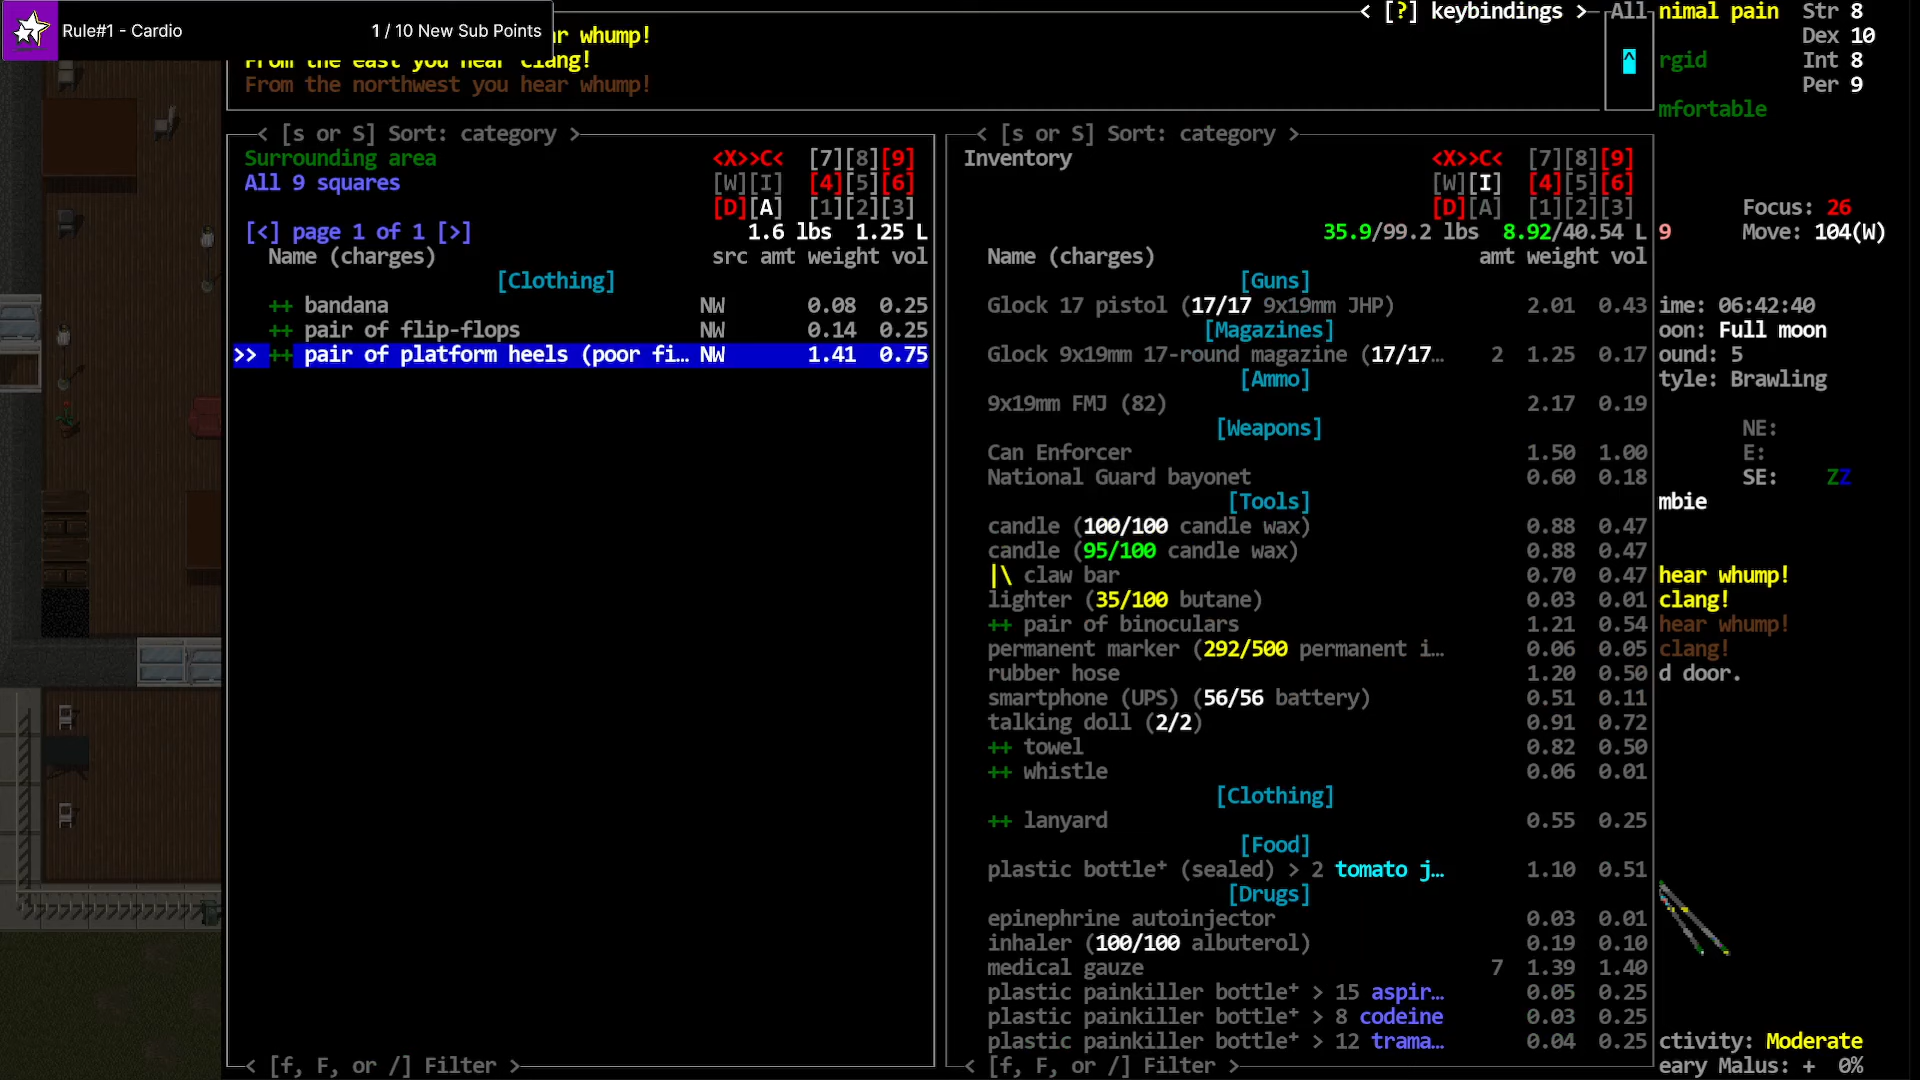 Rule#1 - Cardio 1 / 10 New Sub Points
ar whump!
From the east you hear clang!
From the northwest you hear whump!
< [?] keybindings >
All
^
< [s or S] Sort: category >
Surrounding area
All 9 squares
<X>>C< [7][8][9]
[W][I] [4][5][6]
[D][A] [1][2][3]
[<] page 1 of 1 [>] 1.6 lbs 1.25 L
Name (charges) src amt weight vol
[Clothing]
++ bandana NW 0.08 0.25
++ pair of flip-flops NW 0.14 0.25
>> ++ pair of platform heels (poor fi… NW 1.41 0.75
< [f, F, or /] Filter >
< [s or S] Sort: category >
Inventory
<X>>C< [7][8][9]
[W][I] [4][5][6]
[D][A] [1][2][3]
35.9/99.2 lbs 8.92/40.54 L
Name (charges) amt weight vol
[Guns]
Glock 17 pistol (17/17 9x19mm JHP) 2.01 0.43
[Magazines]
Glock 9x19mm 17-round magazine (17/17… 2 1.25 0.17
[Ammo]
9x19mm FMJ (82) 2.17 0.19
[Weapons]
Can Enforcer 1.50 1.00
National Guard bayonet 0.60 0.18
[Tools]
candle (100/100 candle wax) 0.88 0.47
candle (95/100 candle wax) 0.88 0.47
|\ claw bar 0.70 0.47
lighter (35/100 butane) 0.03 0.01
++ pair of binoculars 1.21 0.54
permanent marker (292/500 permanent i… 0.06 0.05
rubber hose 1.20 0.50
smartphone (UPS) (56/56 battery) 0.51 0.11
talking doll (2/2) 0.91 0.72
++ towel 0.82 0.50
++ whistle 0.06 0.01
[Clothing]
++ lanyard 0.55 0.25
[Food]
plastic bottle⁺ (sealed) > 2 tomato j… 1.10 0.51
[Drugs]
epinephrine autoinjector 0.03 0.01
inhaler (100/100 albuterol) 0.19 0.10
medical gauze 7 1.39 1.40
plastic painkiller bottle⁺ > 15 aspir… 0.05 0.25
plastic painkiller bottle⁺ > 8 codeine 0.03 0.25
plastic painkiller bottle⁺ > 12 trama… 0.04 0.25
< [f, F, or /] Filter >
nimal pain Str 8
Dex 10
rgid Int 8
Per 9
mfortable
Focus: 26
9 Move: 104(W)
ime: 06:42:40
oon: Full moon
ound: 5
tyle: Brawling
NE:
E:
SE: ZZ
mbie
hear whump!
clang!
hear whump!
clang!
d door.
ctivity: Moderate
eary Malus: + 0%